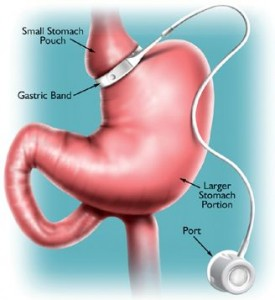 Small Stomach
Pouch
Gastric Band
Larger
Stomach
Portion
Port